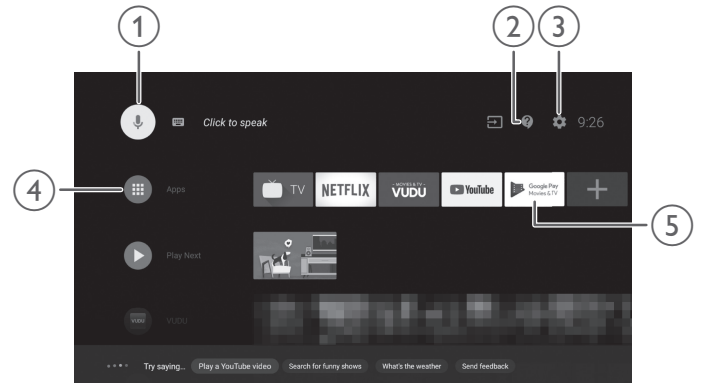 1
2
3
Click to speak
9:26
4
Apps
TV
NETFLIX
- MOVIES & TV -
VUDU
YouTube
Google Play
Movies & TV
5
Play Next
VUDU
VUDU
Try saying...
Play a YouTube video
Search for funny shows
What's the weather
Send feedback